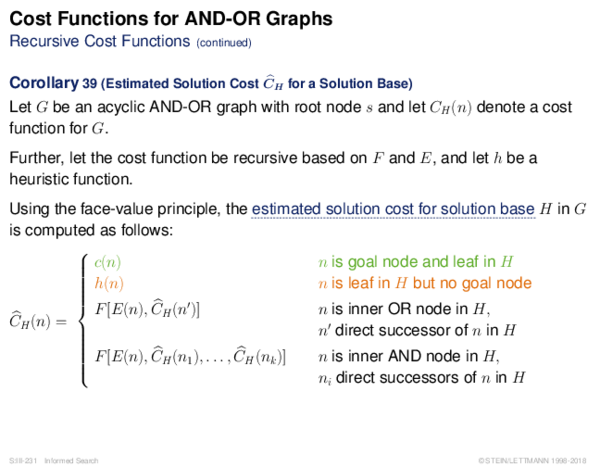 Cost Functions for AND-OR Graphs
Recursive Cost Functions (continued)
Corollary 39 (Estimated Solution Cost Ĉ_H for a Solution Base)
Let G be an acyclic AND-OR graph with root node s and let C_H(n) denote a cost
function for G.
Further, let the cost function be recursive based on F and E, and let h be a
heuristic function.
Using the face-value principle, the estimated solution cost for solution base H in G
is computed as follows:
c(n) n is goal node and leaf in H
h(n) n is leaf in H but no goal node
F[E(n), Ĉ_H(n′)] n is inner OR node in H,
n′ direct successor of n in H
Ĉ_H(n) =
F[E(n), Ĉ_H(n₁), . . . , Ĉ_H(n_k)] n is inner AND node in H,
n_i direct successors of n in H
S:II-231 Informed Search ©STEIN/LETTMANN 1998-2018